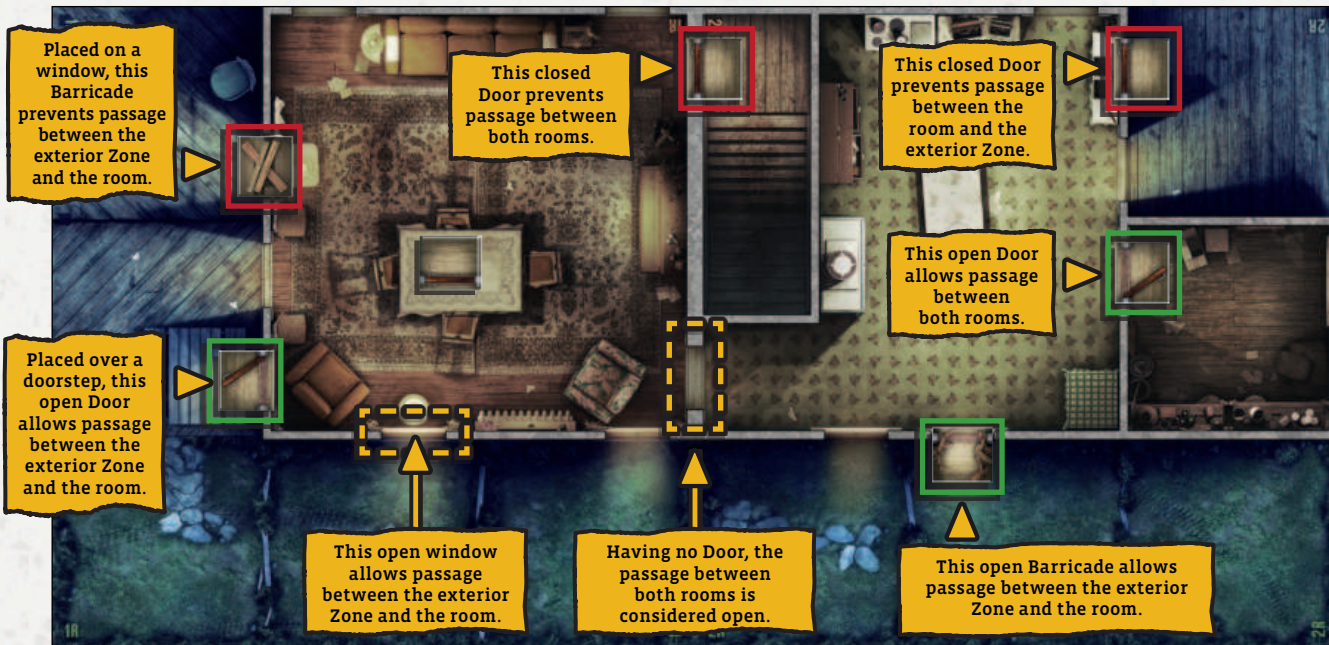 Placed on a
window, this
Barricade
prevents passage
between the
exterior Zone
and the room.
This closed
Door prevents
passage between
both rooms.
This closed Door
prevents passage
between the
room and the
exterior Zone.
This open Door
allows passage
between
both rooms.
Placed over a
doorstep, this
open Door
allows passage
between the
exterior Zone
and the room.
This open window
allows passage
between the exterior
Zone and the room.
Having no Door, the
passage between
both rooms is
considered open.
This open Barricade allows
passage between the exterior
Zone and the room.
1R
2R
2R